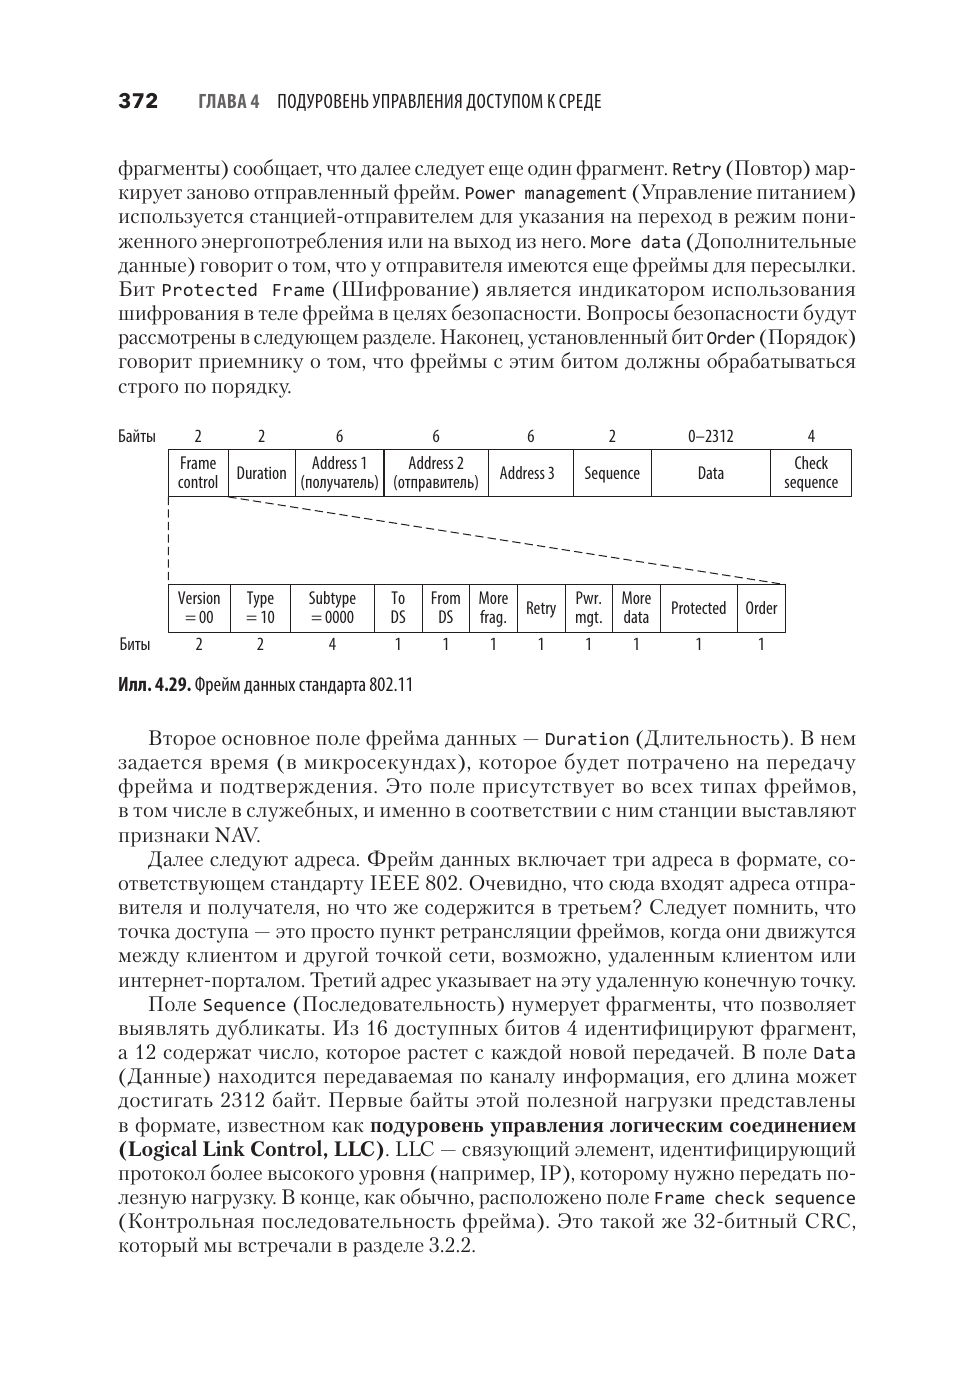 372 ГЛАВА 4 ПОДУРОВЕНЬ УПРАВЛЕНИЯ ДОСТУПОМ К СРЕДЕ
фрагменты) сообщает, что далее следует еще один фрагмент. Retry (Повтор) мар-
кирует заново отправленный фрейм. Power management (Управление питанием)
используется станцией-отправителем для указания на переход в режим пони-
женного энергопотребления или на выход из него. More data (Дополнительные
данные) говорит о том, что у отправителя имеются еще фреймы для пересылки.
Бит Protected Frame (Шифрование) является индикатором использования
шифрования в теле фрейма в целях безопасности. Вопросы безопасности будут
рассмотрены в следующем разделе. Наконец, установленный бит Order (Порядок)
говорит приемнику о том, что фреймы с этим битом должны обрабатываться
строго по порядку.
Байты 2 2 6 6 6 2 0–2312 4
Frame control Duration Address 1 (получатель) Address 2 (отправитель) Address 3 Sequence Data Check sequence
Version = 00 Type = 10 Subtype = 0000 To DS From DS More frag. Retry Pwr. mgt. More data Protected Order
Биты 2 2 4 1 1 1 1 1 1 1 1
Илл. 4.29. Фрейм данных стандарта 802.11
Второе основное поле фрейма данных — Duration (Длительность). В нем
задается время (в микросекундах), которое будет потрачено на передачу
фрейма и подтверждения. Это поле присутствует во всех типах фреймов,
в том числе в служебных, и именно в соответствии с ним станции выставляют
признаки NAV.
Далее следуют адреса. Фрейм данных включает три адреса в формате, со-
ответствующем стандарту IEEE 802. Очевидно, что сюда входят адреса отпра-
вителя и получателя, но что же содержится в третьем? Следует помнить, что
точка доступа — это просто пункт ретрансляции фреймов, когда они движутся
между клиентом и другой точкой сети, возможно, удаленным клиентом или
интернет-порталом. Третий адрес указывает на эту удаленную конечную точку.
Поле Sequence (Последовательность) нумерует фрагменты, что позволяет
выявлять дубликаты. Из 16 доступных битов 4 идентифицируют фрагмент,
а 12 содержат число, которое растет с каждой новой передачей. В поле Data
(Данные) находится передаваемая по каналу информация, его длина может
достигать 2312 байт. Первые байты этой полезной нагрузки представлены
в формате, известном как подуровень управления логическим соединением
(Logical Link Control, LLC). LLC — связующий элемент, идентифицирующий
протокол более высокого уровня (например, IP), которому нужно передать по-
лезную нагрузку. В конце, как обычно, расположено поле Frame check sequence
(Контрольная последовательность фрейма). Это такой же 32-битный CRC,
который мы встречали в разделе 3.2.2.